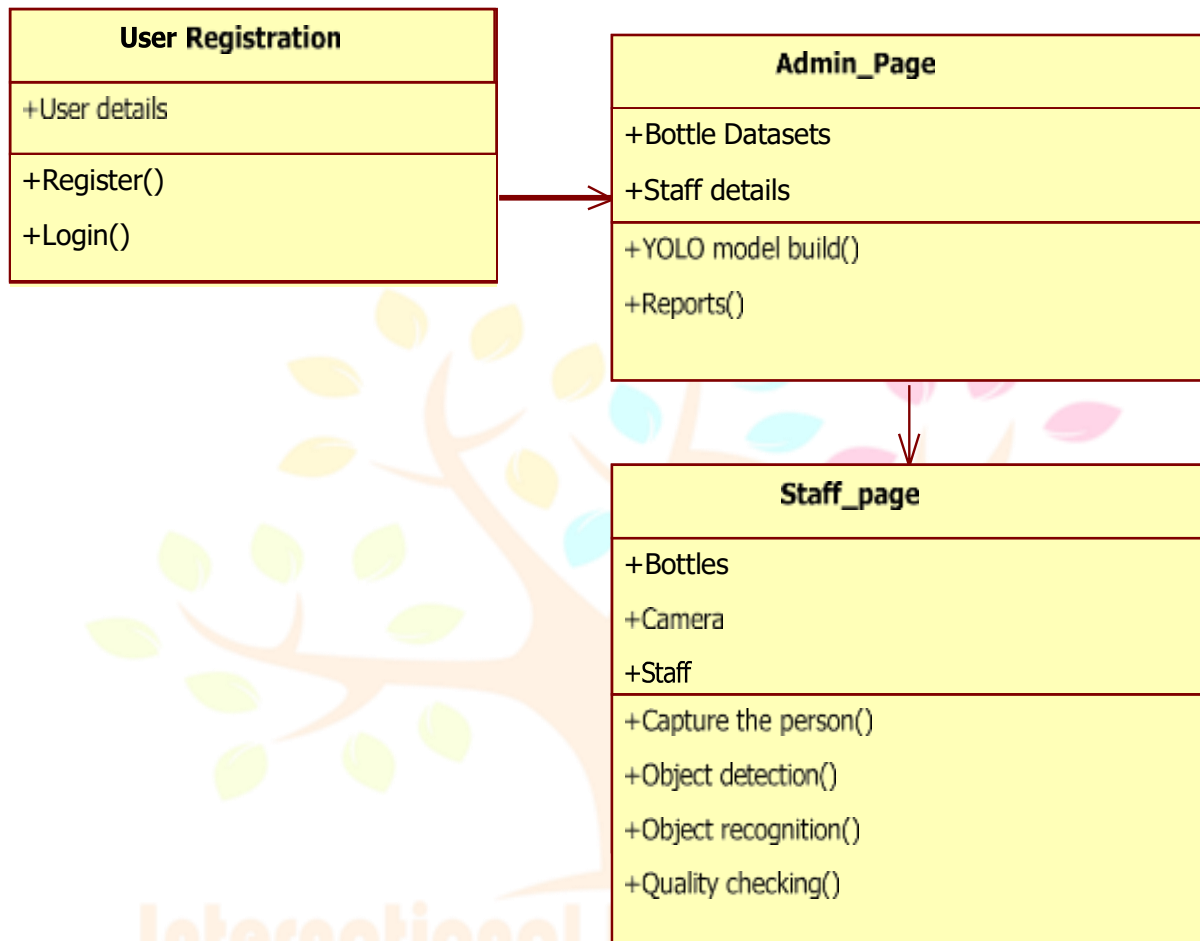 User Registration
+User details
+Register()
+Login()
Admin_Page
+Bottle Datasets
+Staff details
+YOLO model build()
+Reports()
Staff_page
+Bottles
+Camera
+Staff
+Capture the person()
+Object detection()
+Object recognition()
+Quality checking()
International